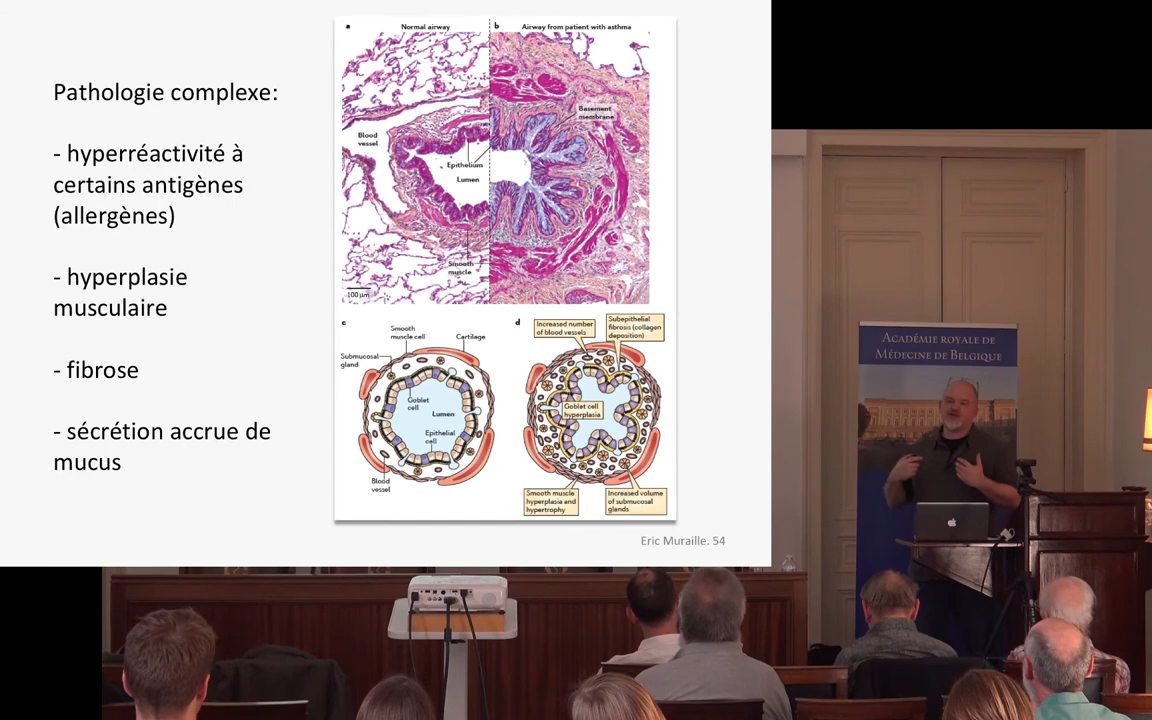 Pathologie complexe:
- hyperréactivité à
certains antigènes
(allergènes)
- hyperplasie
musculaire
- fibrose
- sécrétion accrue de
mucus
a
Normal airway
b
Airway from patient with asthma
Basement
membrane
Blood
vessel
Epithelium
Lumen
Smooth
muscle
100 µm
c
Smooth
muscle cell
Cartilage
Submucosal
gland
Goblet
cell
Lumen
Epithelial
cell
Blood
vessel
d
Increased number
of blood vessels
Subepithelial
fibrosis (collagen
deposition)
Goblet cell
hyperplasia
Smooth muscle
hyperplasia and
hypertrophy
Increased volume
of submucosal
glands
Eric Muraille. 54
Académie royale de
Médecine de Belgique